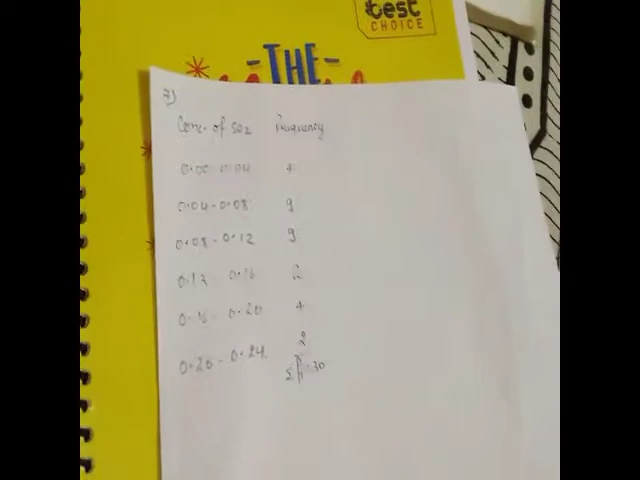 test
CHOICE
-THE-
7)
Conc. of SO2 Frequency
0.00-0.04 4
0.04-0.08 9
0.08-0.12 9
0.12 0.16 2
0.16-0.20 4
0.20-0.24 2
Σfi=30